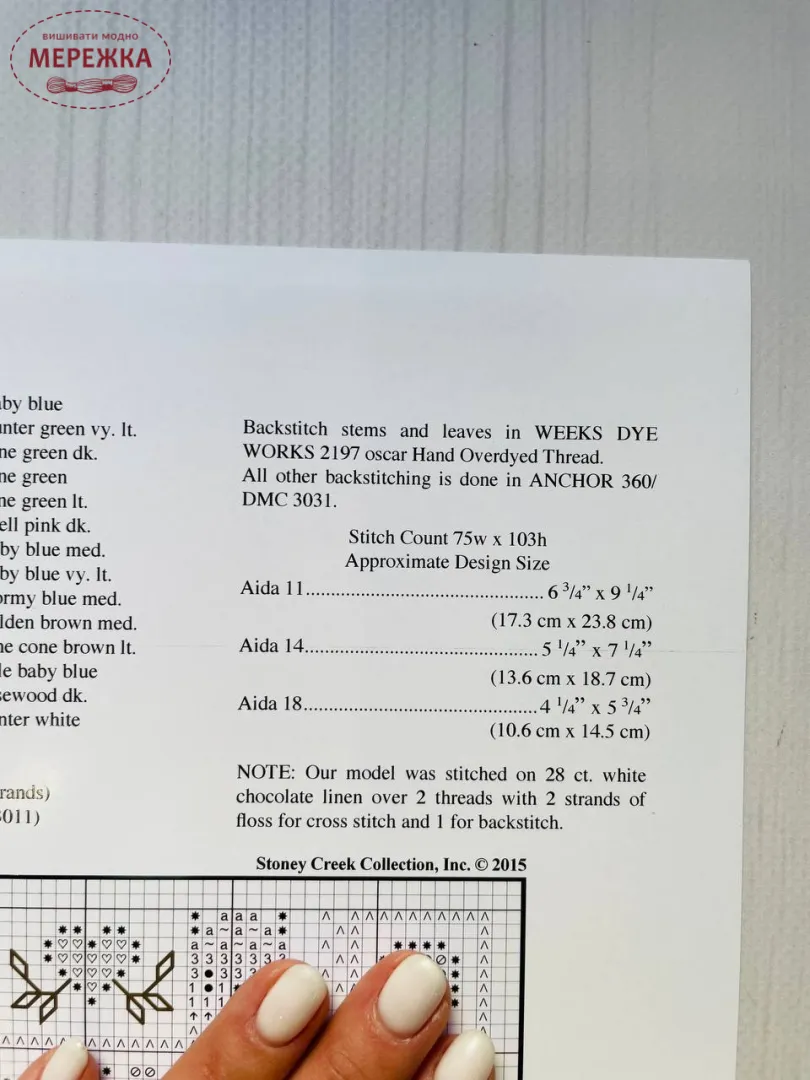 вишивати модно
МЕРЕЖКА
aby blue
unter green vy. lt.
ne green dk.
ne green
ne green lt.
ell pink dk.
by blue med.
by blue vy. lt.
ormy blue med.
lden brown med.
ne cone brown lt.
le baby blue
sewood dk.
nter white
rands)
3011)
Backstitch stems and leaves in WEEKS DYE
WORKS 2197 oscar Hand Overdyed Thread.
All other backstitching is done in ANCHOR 360/
DMC 3031.
Stitch Count 75w x 103h
Approximate Design Size
Aida 11............................................. 6 3/4” x 9 1/4”
(17.3 cm x 23.8 cm)
Aida 14............................................ 5 1/4” x 7 1/4”
(13.6 cm x 18.7 cm)
Aida 18............................................ 4 1/4” x 5 3/4”
(10.6 cm x 14.5 cm)
NOTE: Our model was stitched on 28 ct. white
chocolate linen over 2 threads with 2 strands of
floss for cross stitch and 1 for backstitch.
Stoney Creek Collection, Inc. © 2015